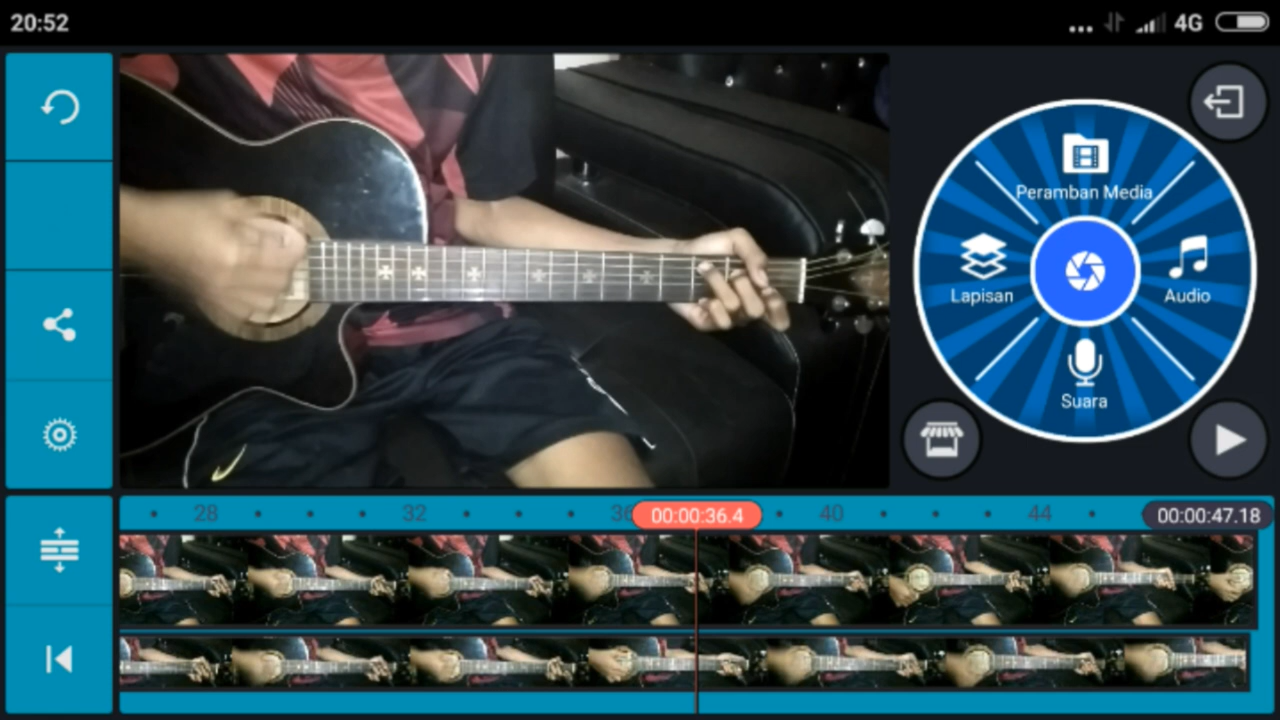 20:52
... 4G
Peramban Media
Lapisan
Audio
Suara
28 32 36 00:00:36.4 40 44 00:00:47.18